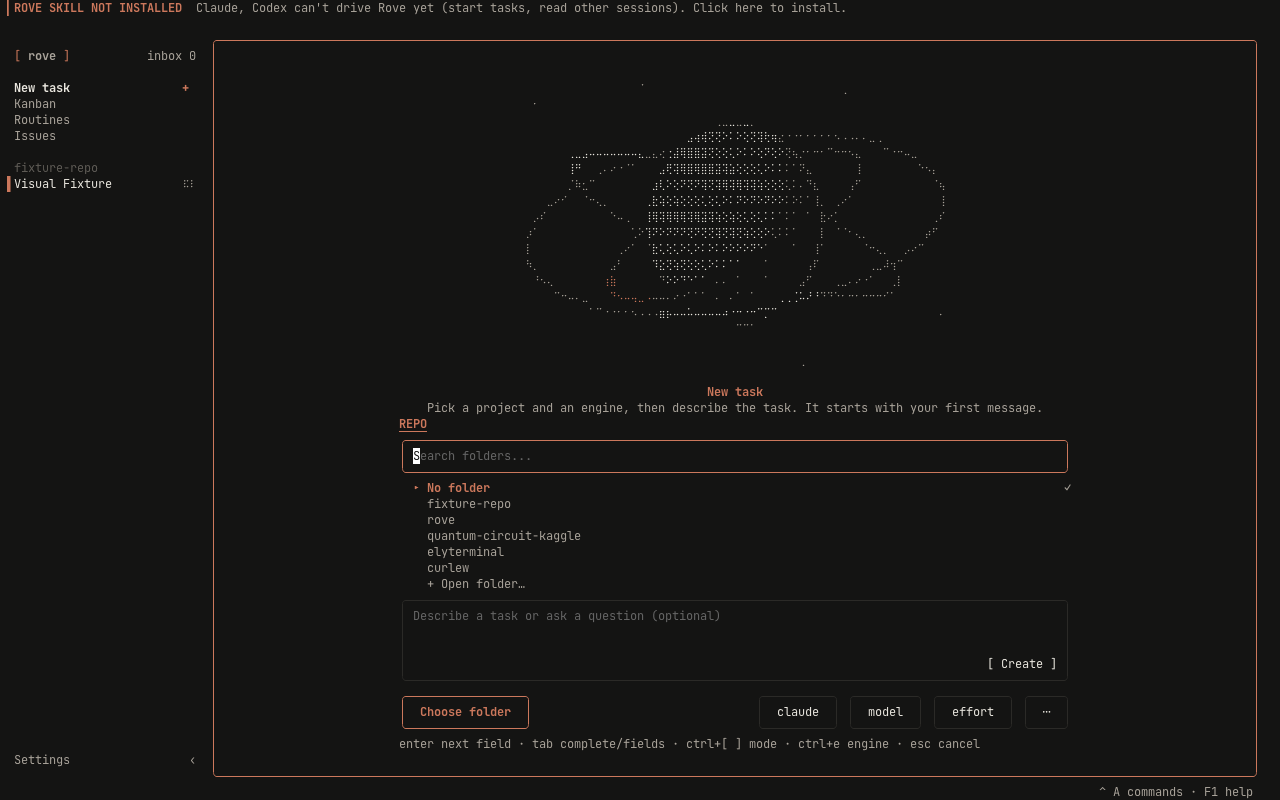 ROVE SKILL NOT INSTALLED  Claude, Codex can't drive Rove yet (start tasks, read other sessions). Click here to install.
[ rove ]  inbox 0
New task  +
Kanban
Routines
Issues
fixture-repo
Visual Fixture
New task
Pick a project and an engine, then describe the task. It starts with your first message.
REPO
Search folders...
▸ No folder ✓
fixture-repo
rove
quantum-circuit-kaggle
elyterminal
curlew
+ Open folder…
Describe a task or ask a question (optional)
[ Create ]
Choose folder  claude  model  effort  ⋯
enter next field · tab complete/fields · ctrl+[ ] mode · ctrl+e engine · esc cancel
Settings  ‹
^ A commands · F1 help